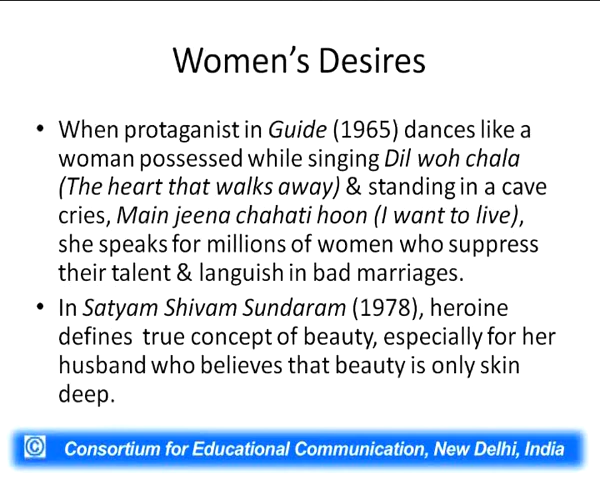 Women's Desires
• When protaganist in Guide (1965) dances like a
woman possessed while singing Dil woh chala
(The heart that walks away) & standing in a cave
cries, Main jeena chahati hoon (I want to live),
she speaks for millions of women who suppress
their talent & languish in bad marriages.
• In Satyam Shivam Sundaram (1978), heroine
defines true concept of beauty, especially for her
husband who believes that beauty is only skin
deep.
© Consortium for Educational Communication, New Delhi, India